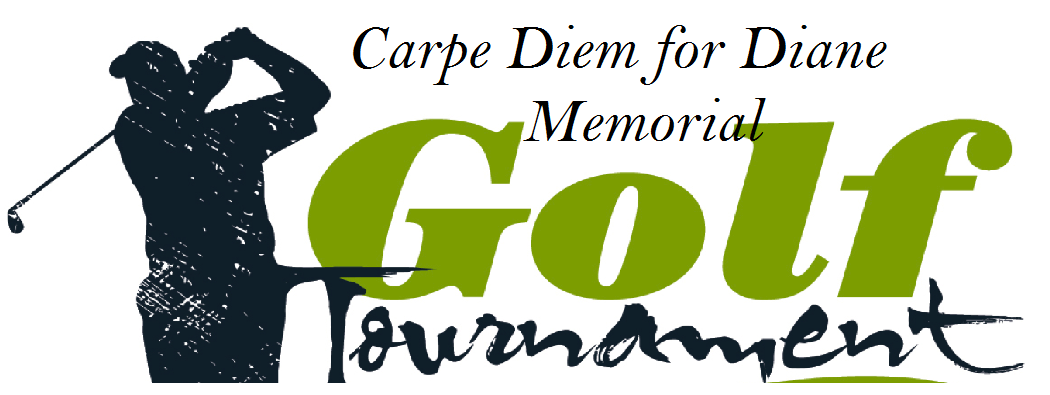 Carpe Diem for Diane
Memorial
Golf
Tournament